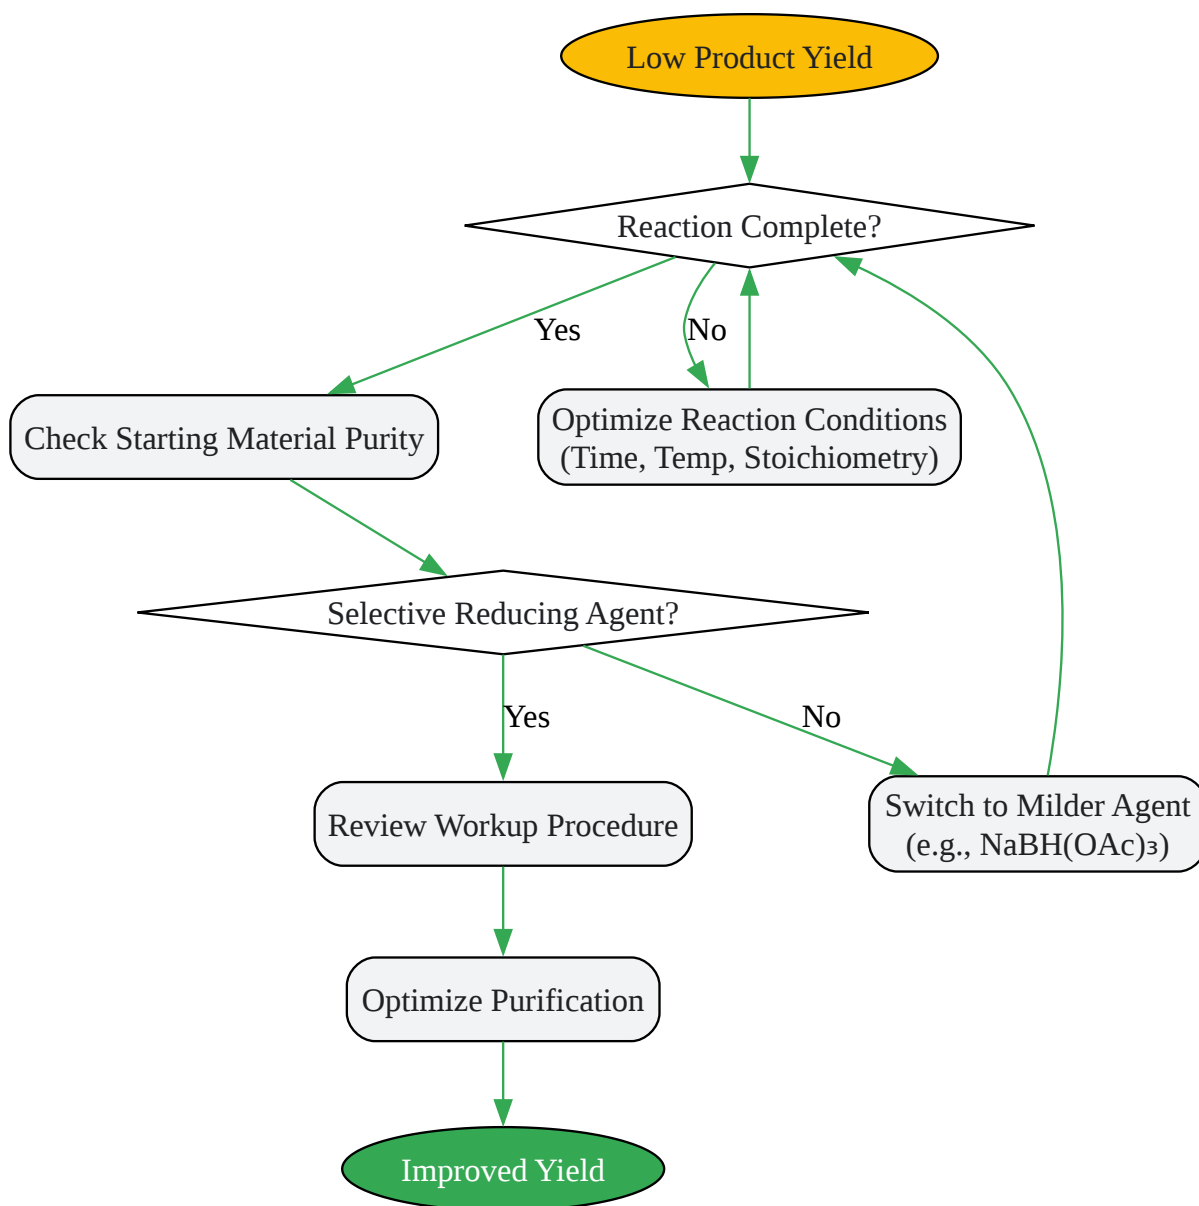 Low Product Yield
Reaction Complete?
Yes
No
Check Starting Material Purity
Optimize Reaction Conditions
(Time, Temp, Stoichiometry)
Selective Reducing Agent?
Yes
No
Review Workup Procedure
Switch to Milder Agent
(e.g., NaBH(OAc)₃)
Optimize Purification
Improved Yield